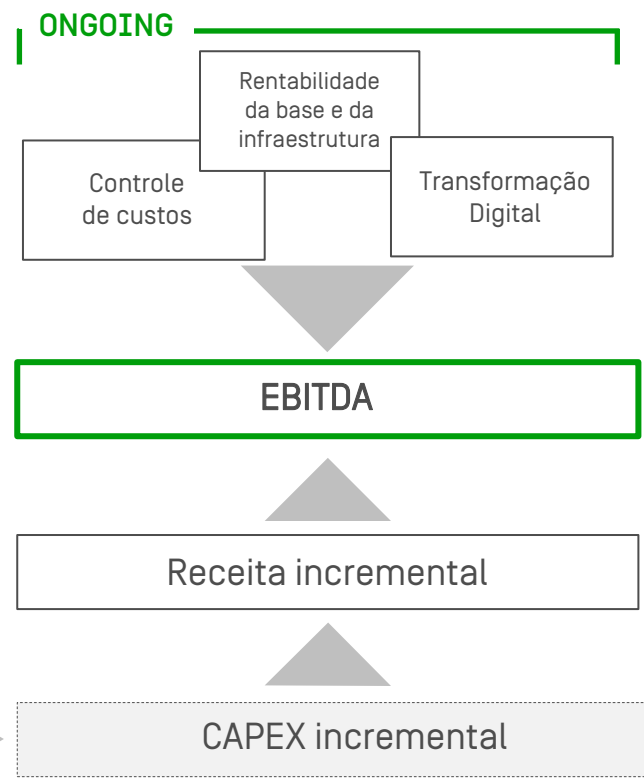 ONGOING
Rentabilidade
da base e da
infraestrutura
Controle
de custos
Transformação
Digital
EBITDA
Receita incremental
CAPEX incremental